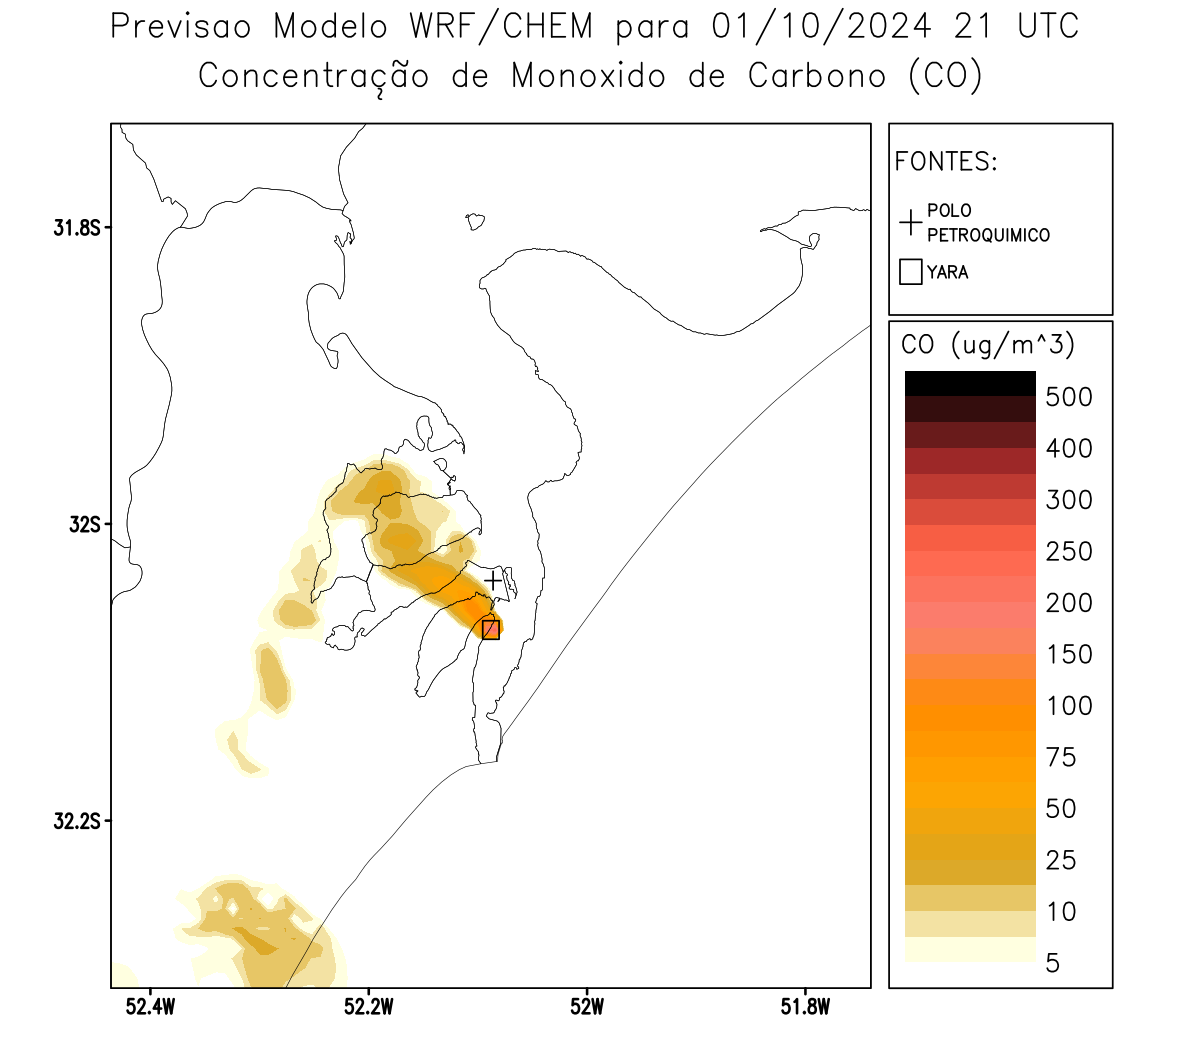 Previsao Modelo WRF/CHEM para 01/10/2024 21 UTC
Concentração de Monoxido de Carbono (CO)
FONTES:
POLO
PETROQUIMICO
YARA
CO (ug/m^3)
500
400
300
250
200
150
100
75
50
25
10
5
31.8S
32S
32.2S
52.4W
52.2W
52W
51.8W